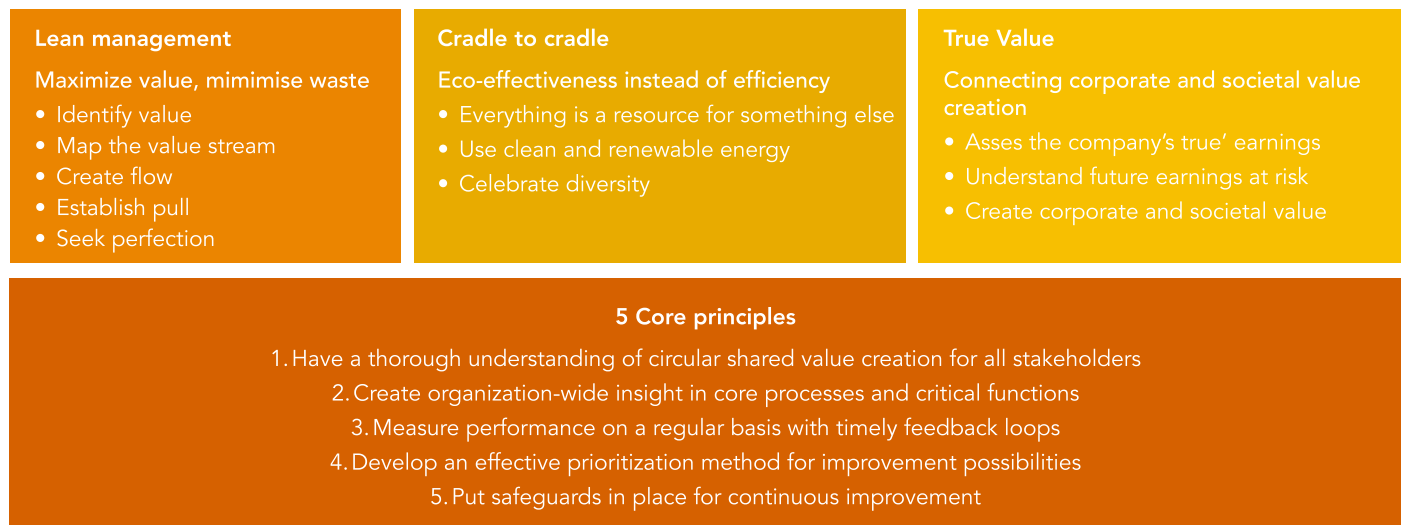 Lean management
Maximize value, mimimise waste
• Identify value
• Map the value stream
• Create flow
• Establish pull
• Seek perfection
Cradle to cradle
Eco-effectiveness instead of efficiency
• Everything is a resource for something else
• Use clean and renewable energy
• Celebrate diversity
True Value
Connecting corporate and societal value
creation
• Asses the company’s true’ earnings
• Understand future earnings at risk
• Create corporate and societal value
5 Core principles
1. Have a thorough understanding of circular shared value creation for all stakeholders
2. Create organization-wide insight in core processes and critical functions
3. Measure performance on a regular basis with timely feedback loops
4. Develop an effective prioritization method for improvement possibilities
5. Put safeguards in place for continuous improvement